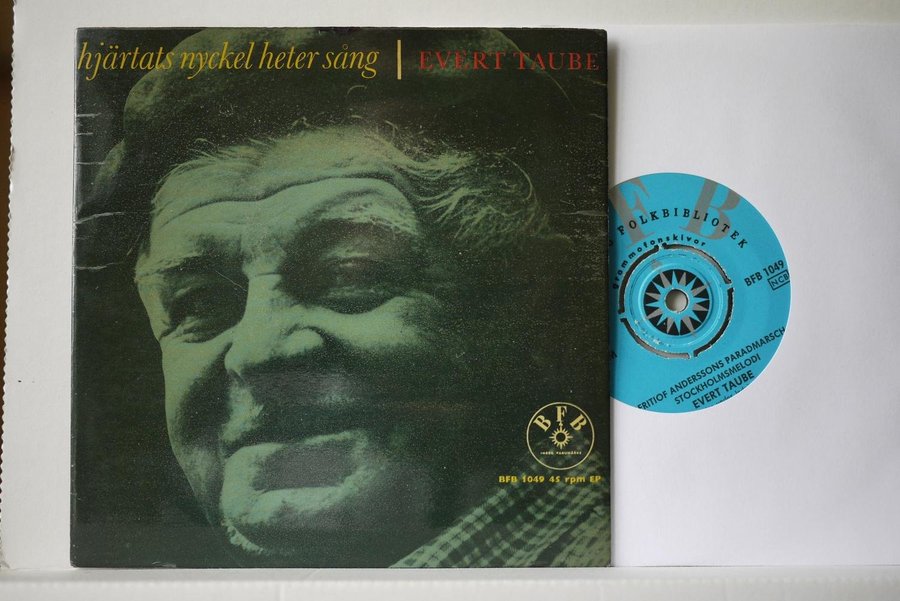 hjärtats nyckel heter sång | EVERT TAUBE
BFB
BFB 1049 45 rpm EP
F B
FOLKBIBLIOTEK
grammofonskivor
BFB 1049
NCB
FRITIOF ANDERSSONS PARADMARSCH
STOCKHOLMSMELODI
EVERT TAUBE